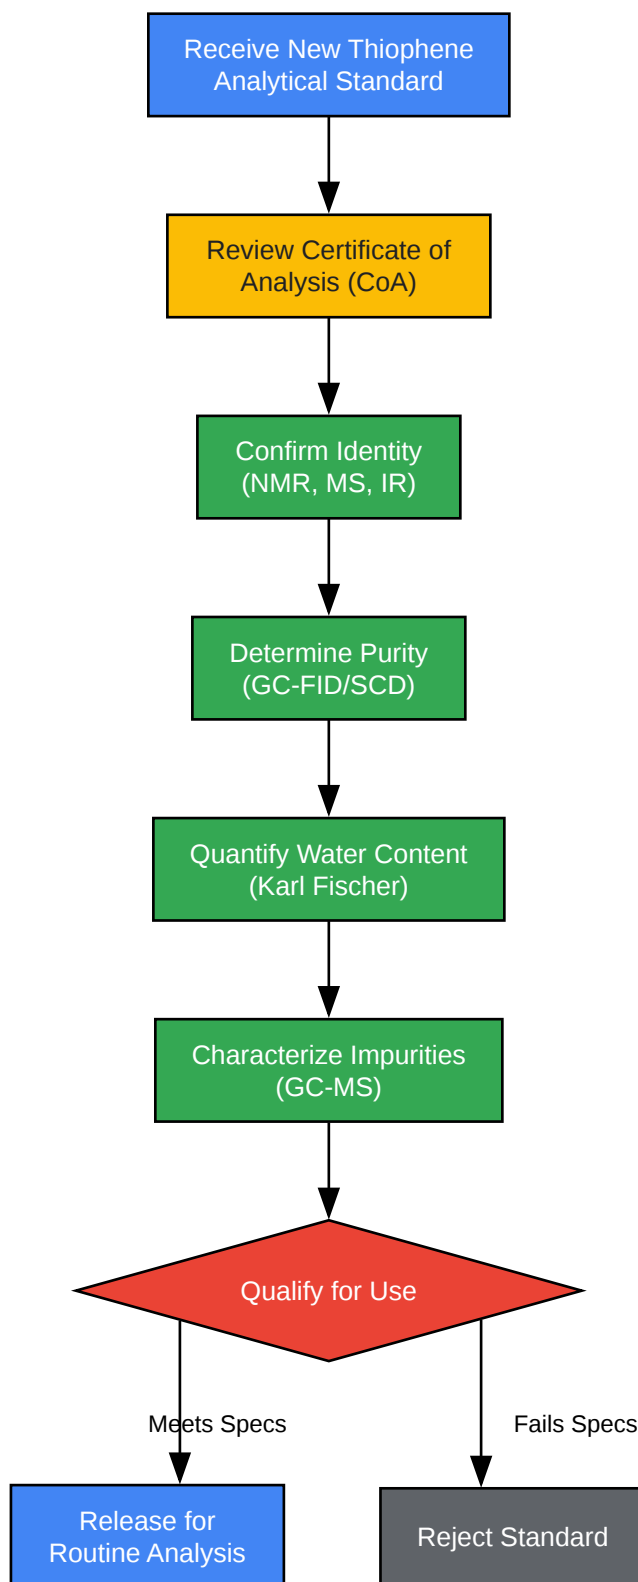 Receive New Thiophene
Analytical Standard
Review Certificate of
Analysis (CoA)
Confirm Identity
(NMR, MS, IR)
Determine Purity
(GC-FID/SCD)
Quantify Water Content
(Karl Fischer)
Characterize Impurities
(GC-MS)
Qualify for Use
Meets Specs
Fails Specs
Release for
Routine Analysis
Reject Standard